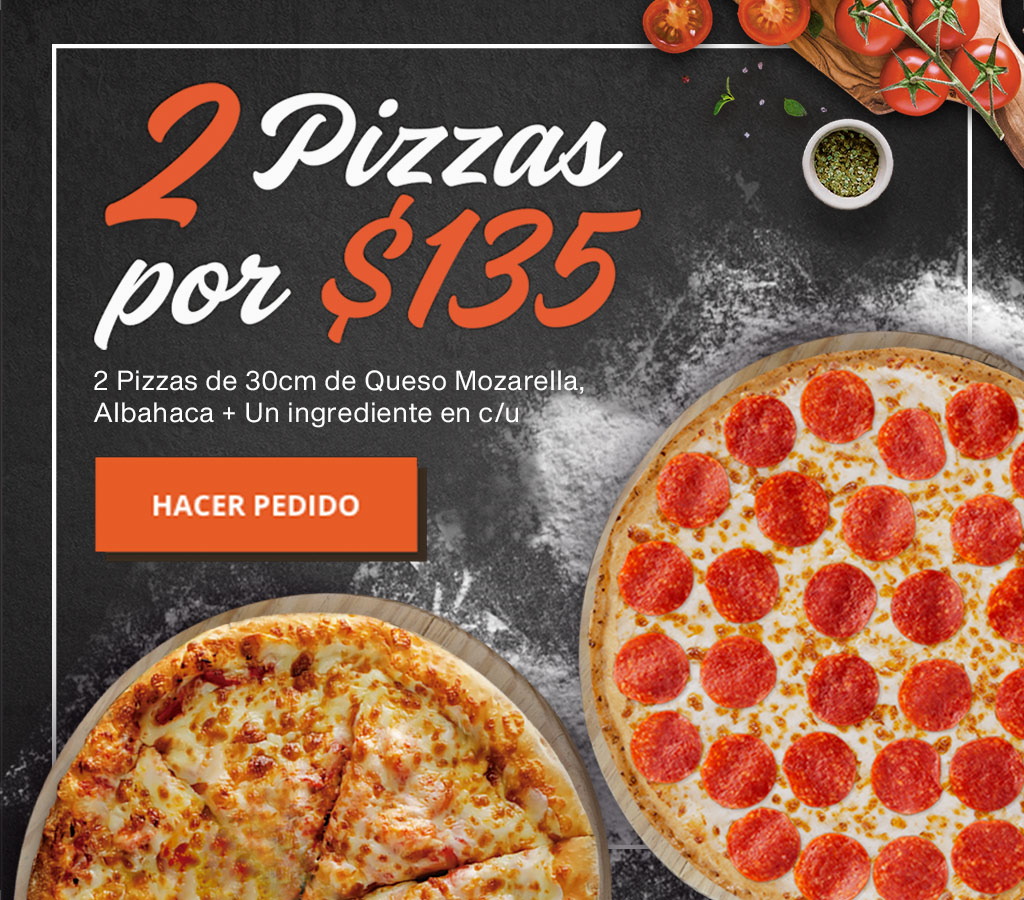 2 Pizzas
por $135
2 Pizzas de 30cm de Queso Mozarella,
Albahaca + Un ingrediente en c/u
HACER PEDIDO